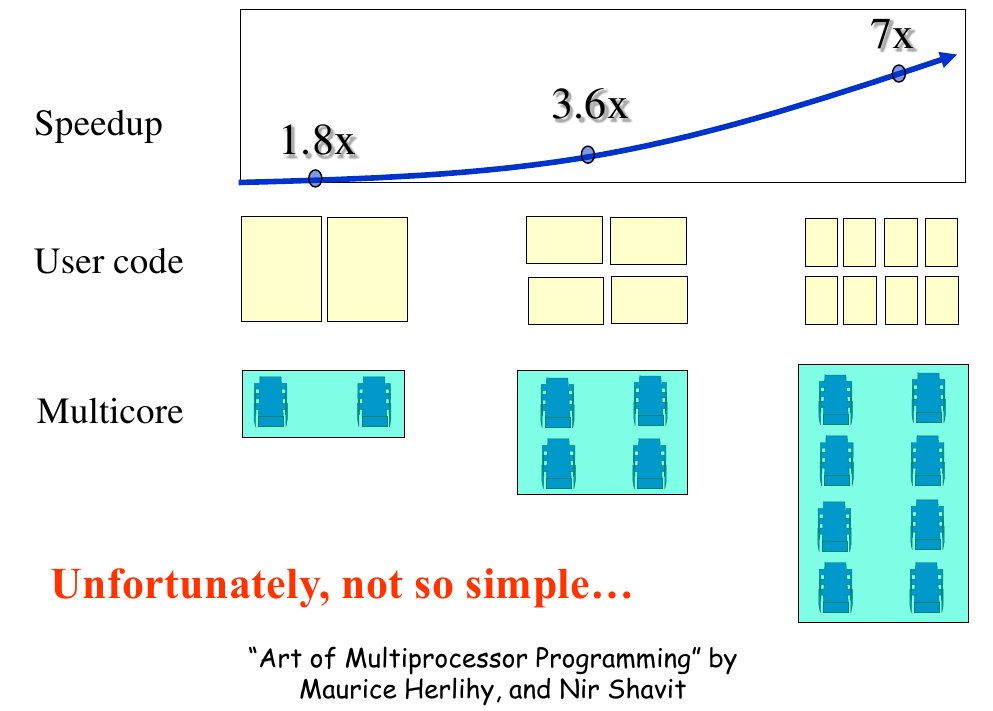 7x
3.6x
Speedup
1.8x
User code
Multicore
Unfortunately, not so simple…
“Art of Multiprocessor Programming” by
Maurice Herlihy, and Nir Shavit